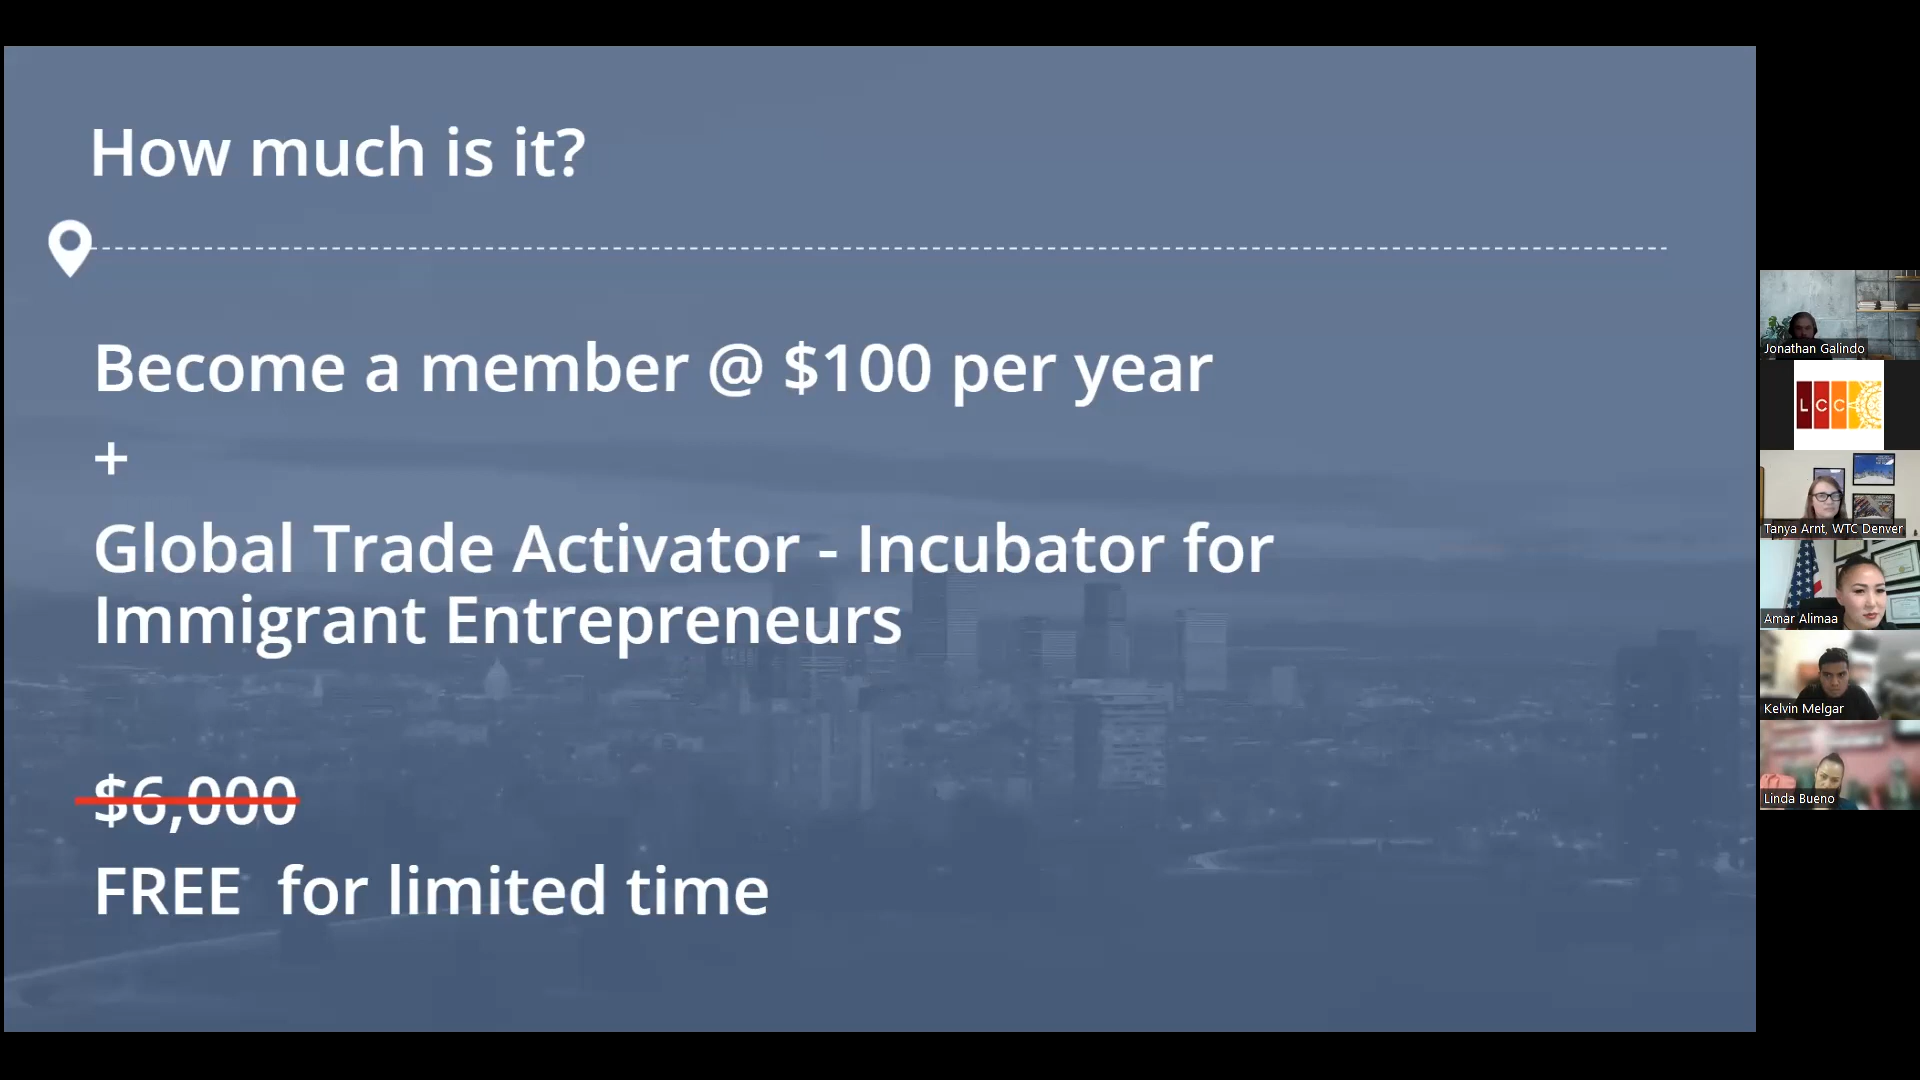 How much is it?
Become a member @ $100 per year
+
Global Trade Activator - Incubator for
Immigrant Entrepreneurs
$6,000
FREE for limited time
Jonathan Galindo
LCC
Tanya Arnt, WTC Denver
Amar Alimaa
Kelvin Melgar
Linda Bueno